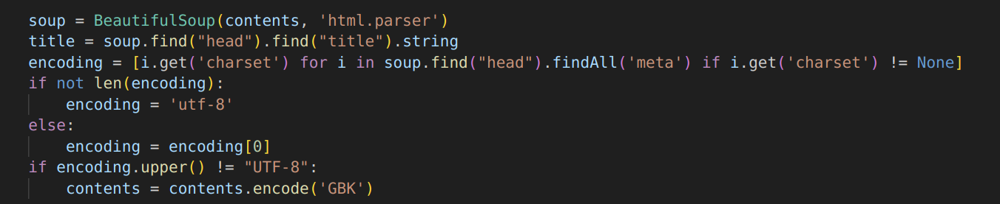 soup = BeautifulSoup(contents, 'html.parser')
title = soup.find("head").find("title").string
encoding = [i.get('charset') for i in soup.find("head").findAll('meta') if i.get('charset') != None]
if not len(encoding):
    encoding = 'utf-8'
else:
    encoding = encoding[0]
if encoding.upper() != "UTF-8":
    contents = contents.encode('GBK')